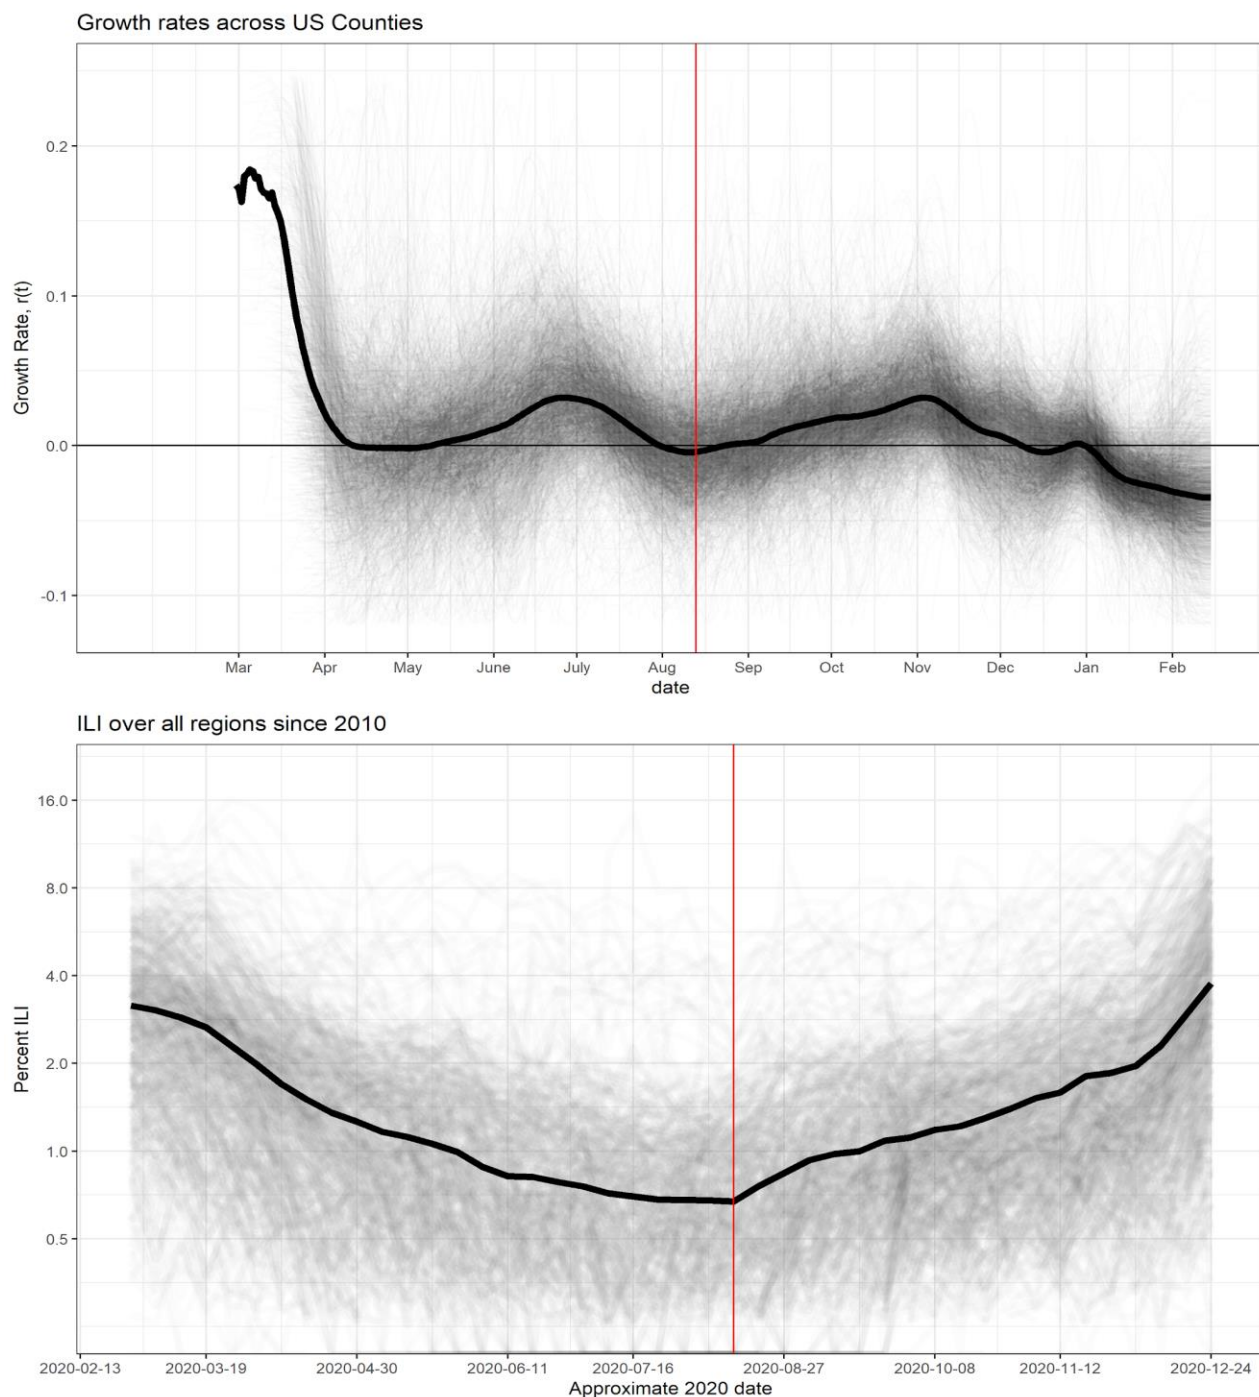 Growth rates across US Counties
Growth Rate, r(t)
0.2
0.1
0.0
-0.1
Mar Apr May June July Aug Sep Oct Nov Dec Jan Feb
date
ILI over all regions since 2010
Percent ILI
16.0
8.0
4.0
2.0
1.0
0.5
2020-02-13 2020-03-19 2020-04-30 2020-06-11 2020-07-16 2020-08-27 2020-10-08 2020-11-12 2020-12-24
Approximate 2020 date